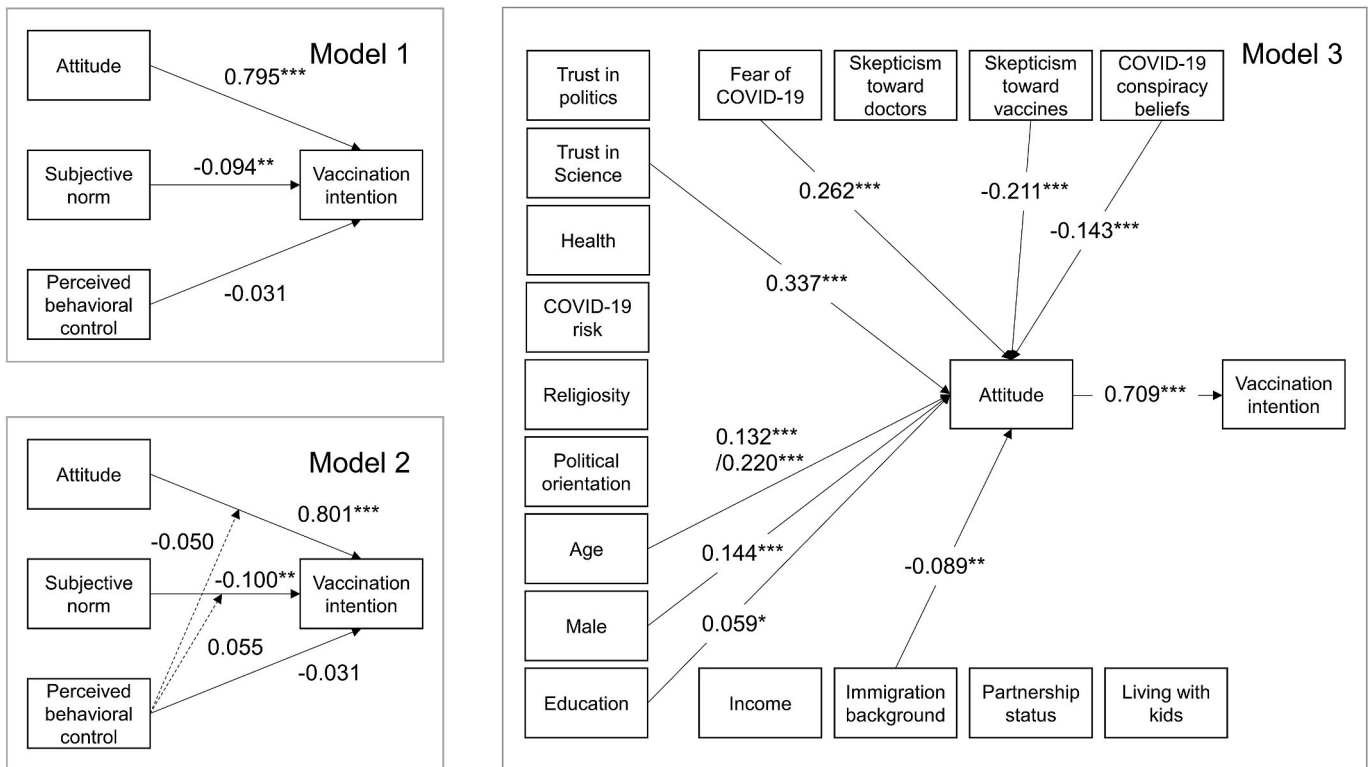 Model 1
Attitude
0.795***
Subjective
norm
-0.094**
Vaccination
intention
Perceived
behavioral
control
-0.031
Model 2
Attitude
0.801***
-0.050
Subjective
norm
-0.100**
Vaccination
intention
0.055
-0.031
Perceived
behavioral
control
Model 3
Trust in
politics
Fear of
COVID-19
Skepticism
toward
doctors
Skepticism
toward
vaccines
COVID-19
conspiracy
beliefs
Trust in
Science
0.262***
-0.211***
-0.143***
Health
0.337***
COVID-19
risk
Religiosity
Attitude
0.709***
Vaccination
intention
Political
orientation
0.132***
/0.220***
Age
0.144***
-0.089**
Male
0.059*
Education
Income
Immigration
background
Partnership
status
Living with
kids